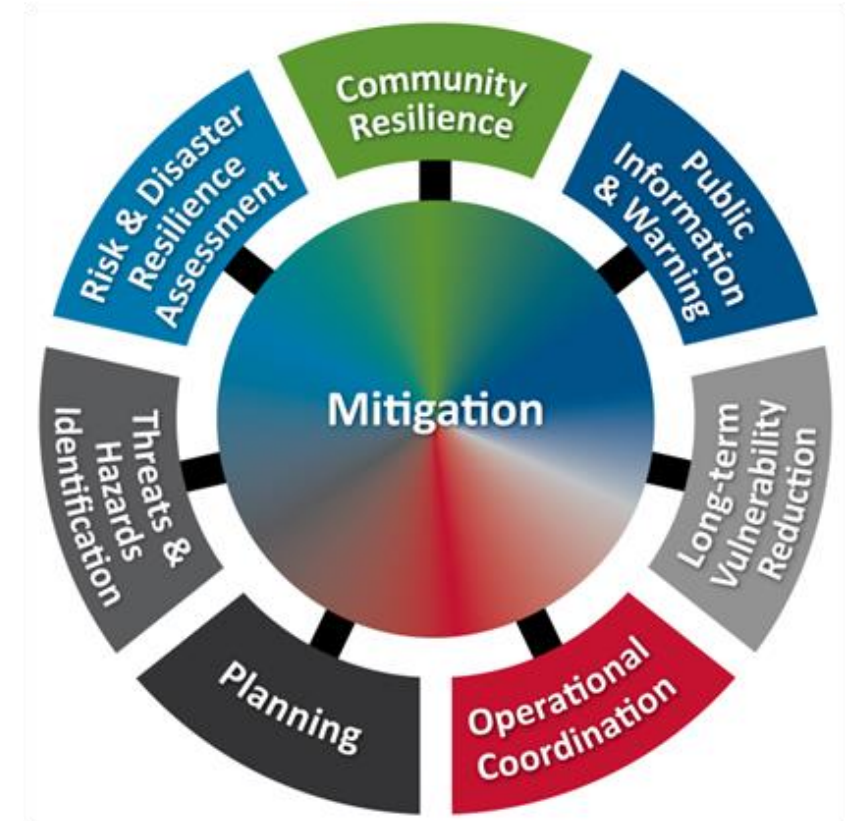 Community
Resilience
Public
Information
& Warning
Long-term
Vulnerability
Reduction
Operational
Coordination
Planning
Threats &
Hazards
Identification
Risk & Disaster
Resilience
Assessment
Mitigation